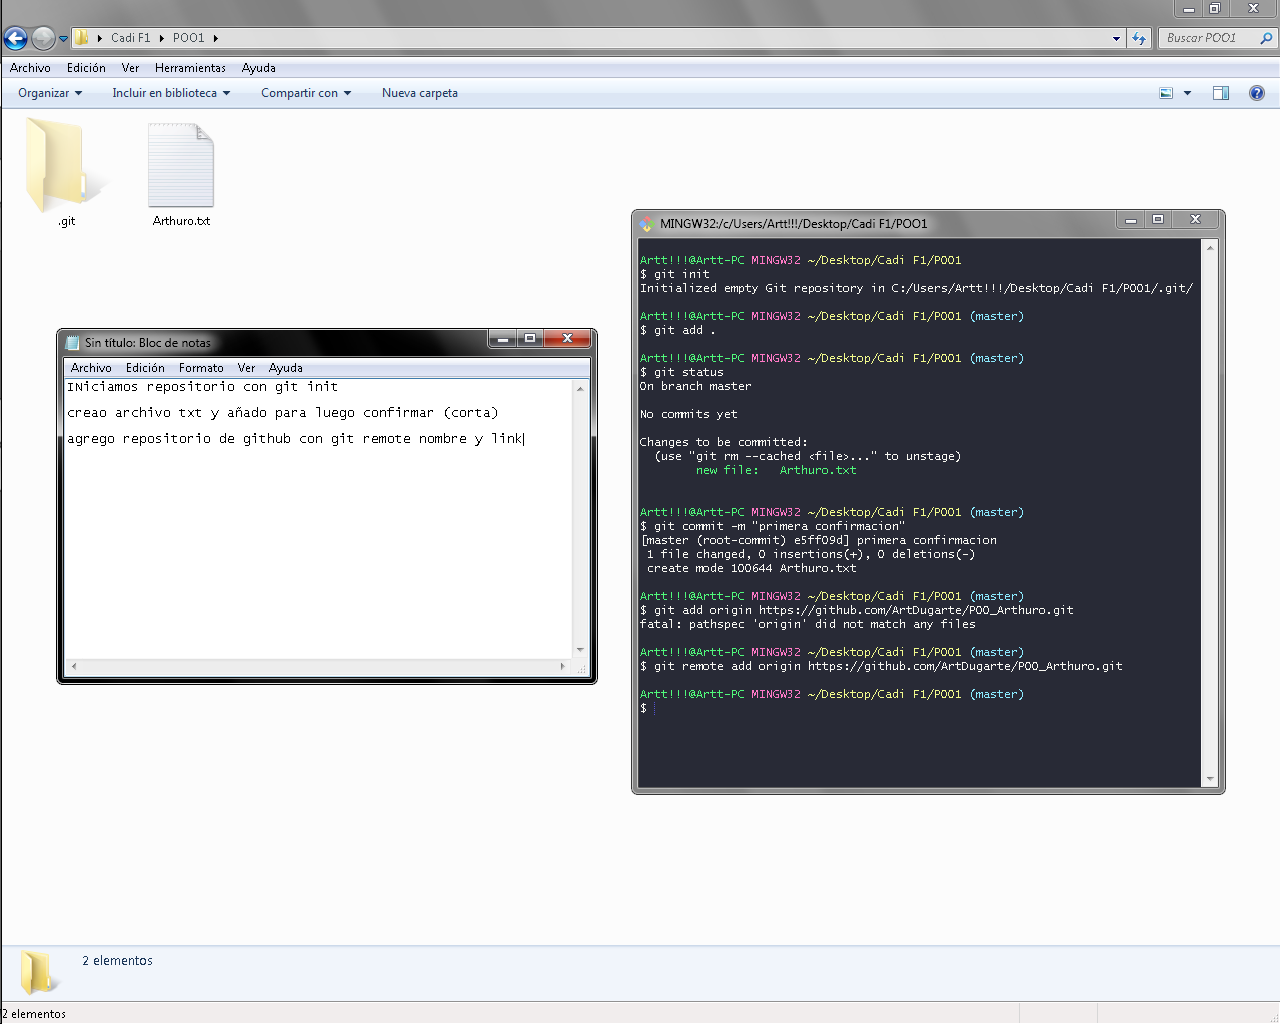 Cadi F1 POO1
Buscar POO1
Archivo Edición Ver Herramientas Ayuda
Organizar Incluir en biblioteca Compartir con Nueva carpeta
.git
Arthuro.txt
Sin título: Bloc de notas
Archivo Edición Formato Ver Ayuda
INiciamos repositorio con git init
creao archivo txt y añado para luego confirmar (corta)
agrego repositorio de github con git remote nombre y link
MINGW32:/c/Users/Artt!!!/Desktop/Cadi F1/POO1
Artt!!!@Artt-PC MINGW32 ~/Desktop/Cadi F1/POO1
$ git init
Initialized empty Git repository in C:/Users/Artt!!!/Desktop/Cadi F1/POO1/.git/
Artt!!!@Artt-PC MINGW32 ~/Desktop/Cadi F1/POO1 (master)
$ git add .
Artt!!!@Artt-PC MINGW32 ~/Desktop/Cadi F1/POO1 (master)
$ git status
On branch master
No commits yet
Changes to be committed:
(use "git rm --cached <file>..." to unstage)
new file: Arthuro.txt
Artt!!!@Artt-PC MINGW32 ~/Desktop/Cadi F1/POO1 (master)
$ git commit -m "primera confirmacion"
[master (root-commit) e5ff09d] primera confirmacion
1 file changed, 0 insertions(+), 0 deletions(-)
create mode 100644 Arthuro.txt
Artt!!!@Artt-PC MINGW32 ~/Desktop/Cadi F1/POO1 (master)
$ git add origin https://github.com/ArtDugarte/POO_Arthuro.git
fatal: pathspec 'origin' did not match any files
Artt!!!@Artt-PC MINGW32 ~/Desktop/Cadi F1/POO1 (master)
$ git remote add origin https://github.com/ArtDugarte/POO_Arthuro.git
Artt!!!@Artt-PC MINGW32 ~/Desktop/Cadi F1/POO1 (master)
$
2 elementos
2 elementos